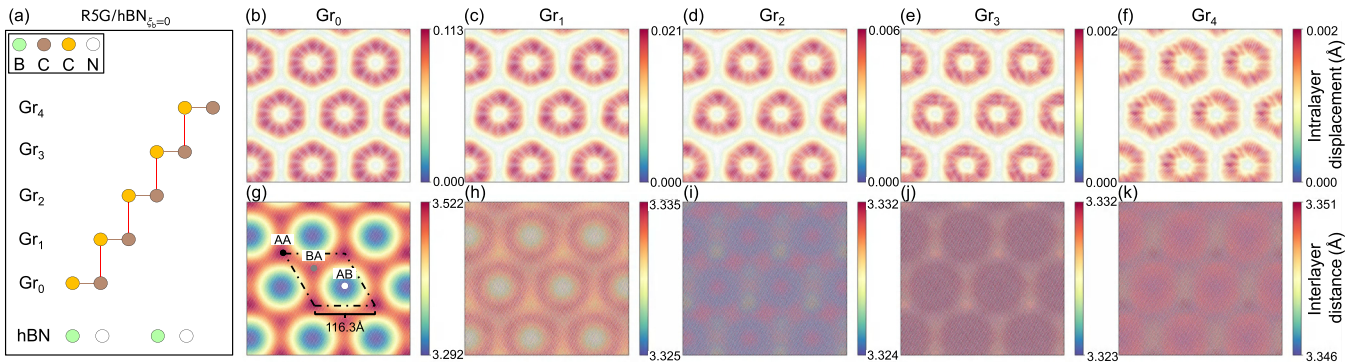 (a) R5G/hBN ξb=0
B C C N
Gr4
Gr3
Gr2
Gr1
Gr0
hBN
(b) Gr0
0.113
0.000
(c) Gr1
0.021
0.000
(d) Gr2
0.006
0.000
(e) Gr3
0.002
0.000
(f) Gr4
0.002
0.000
Intralayer
displacement (Å)
(g)
AA
BA
AB
116.3Å
3.522
3.292
(h)
3.335
3.325
(i)
3.332
3.324
(j)
3.332
3.323
(k)
3.351
3.346
Interlayer
distance (Å)